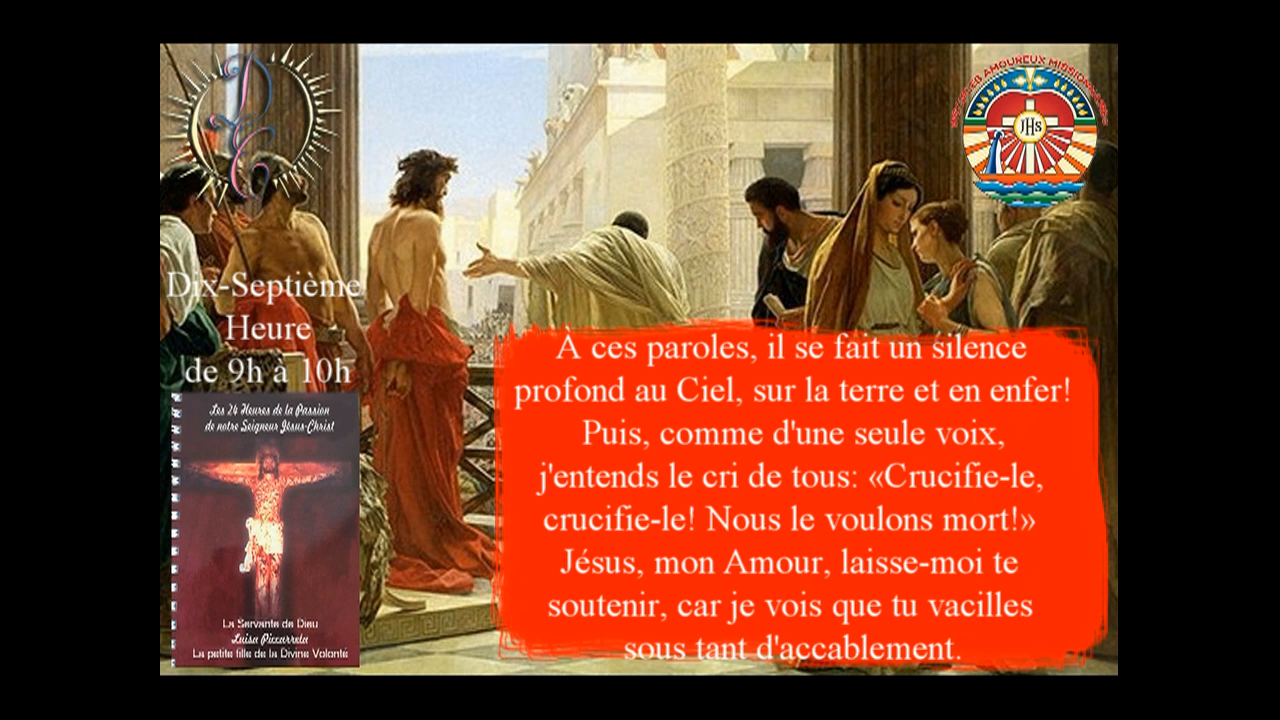 Dix-Septième
Heure
de 9h à 10h
Les 24 Heures de la Passion
de notre Seigneur Jésus-Christ
La Servante de Dieu
Luisa Piccarreta
La petite fille de la Divine Volonté
À ces paroles, il se fait un silence
profond au Ciel, sur la terre et en enfer!
Puis, comme d'une seule voix,
j'entends le cri de tous: «Crucifie-le,
crucifie-le! Nous le voulons mort!»
Jésus, mon Amour, laisse-moi te
soutenir, car je vois que tu vacilles
sous tant d'accablement.
AMOUREUX
JHS